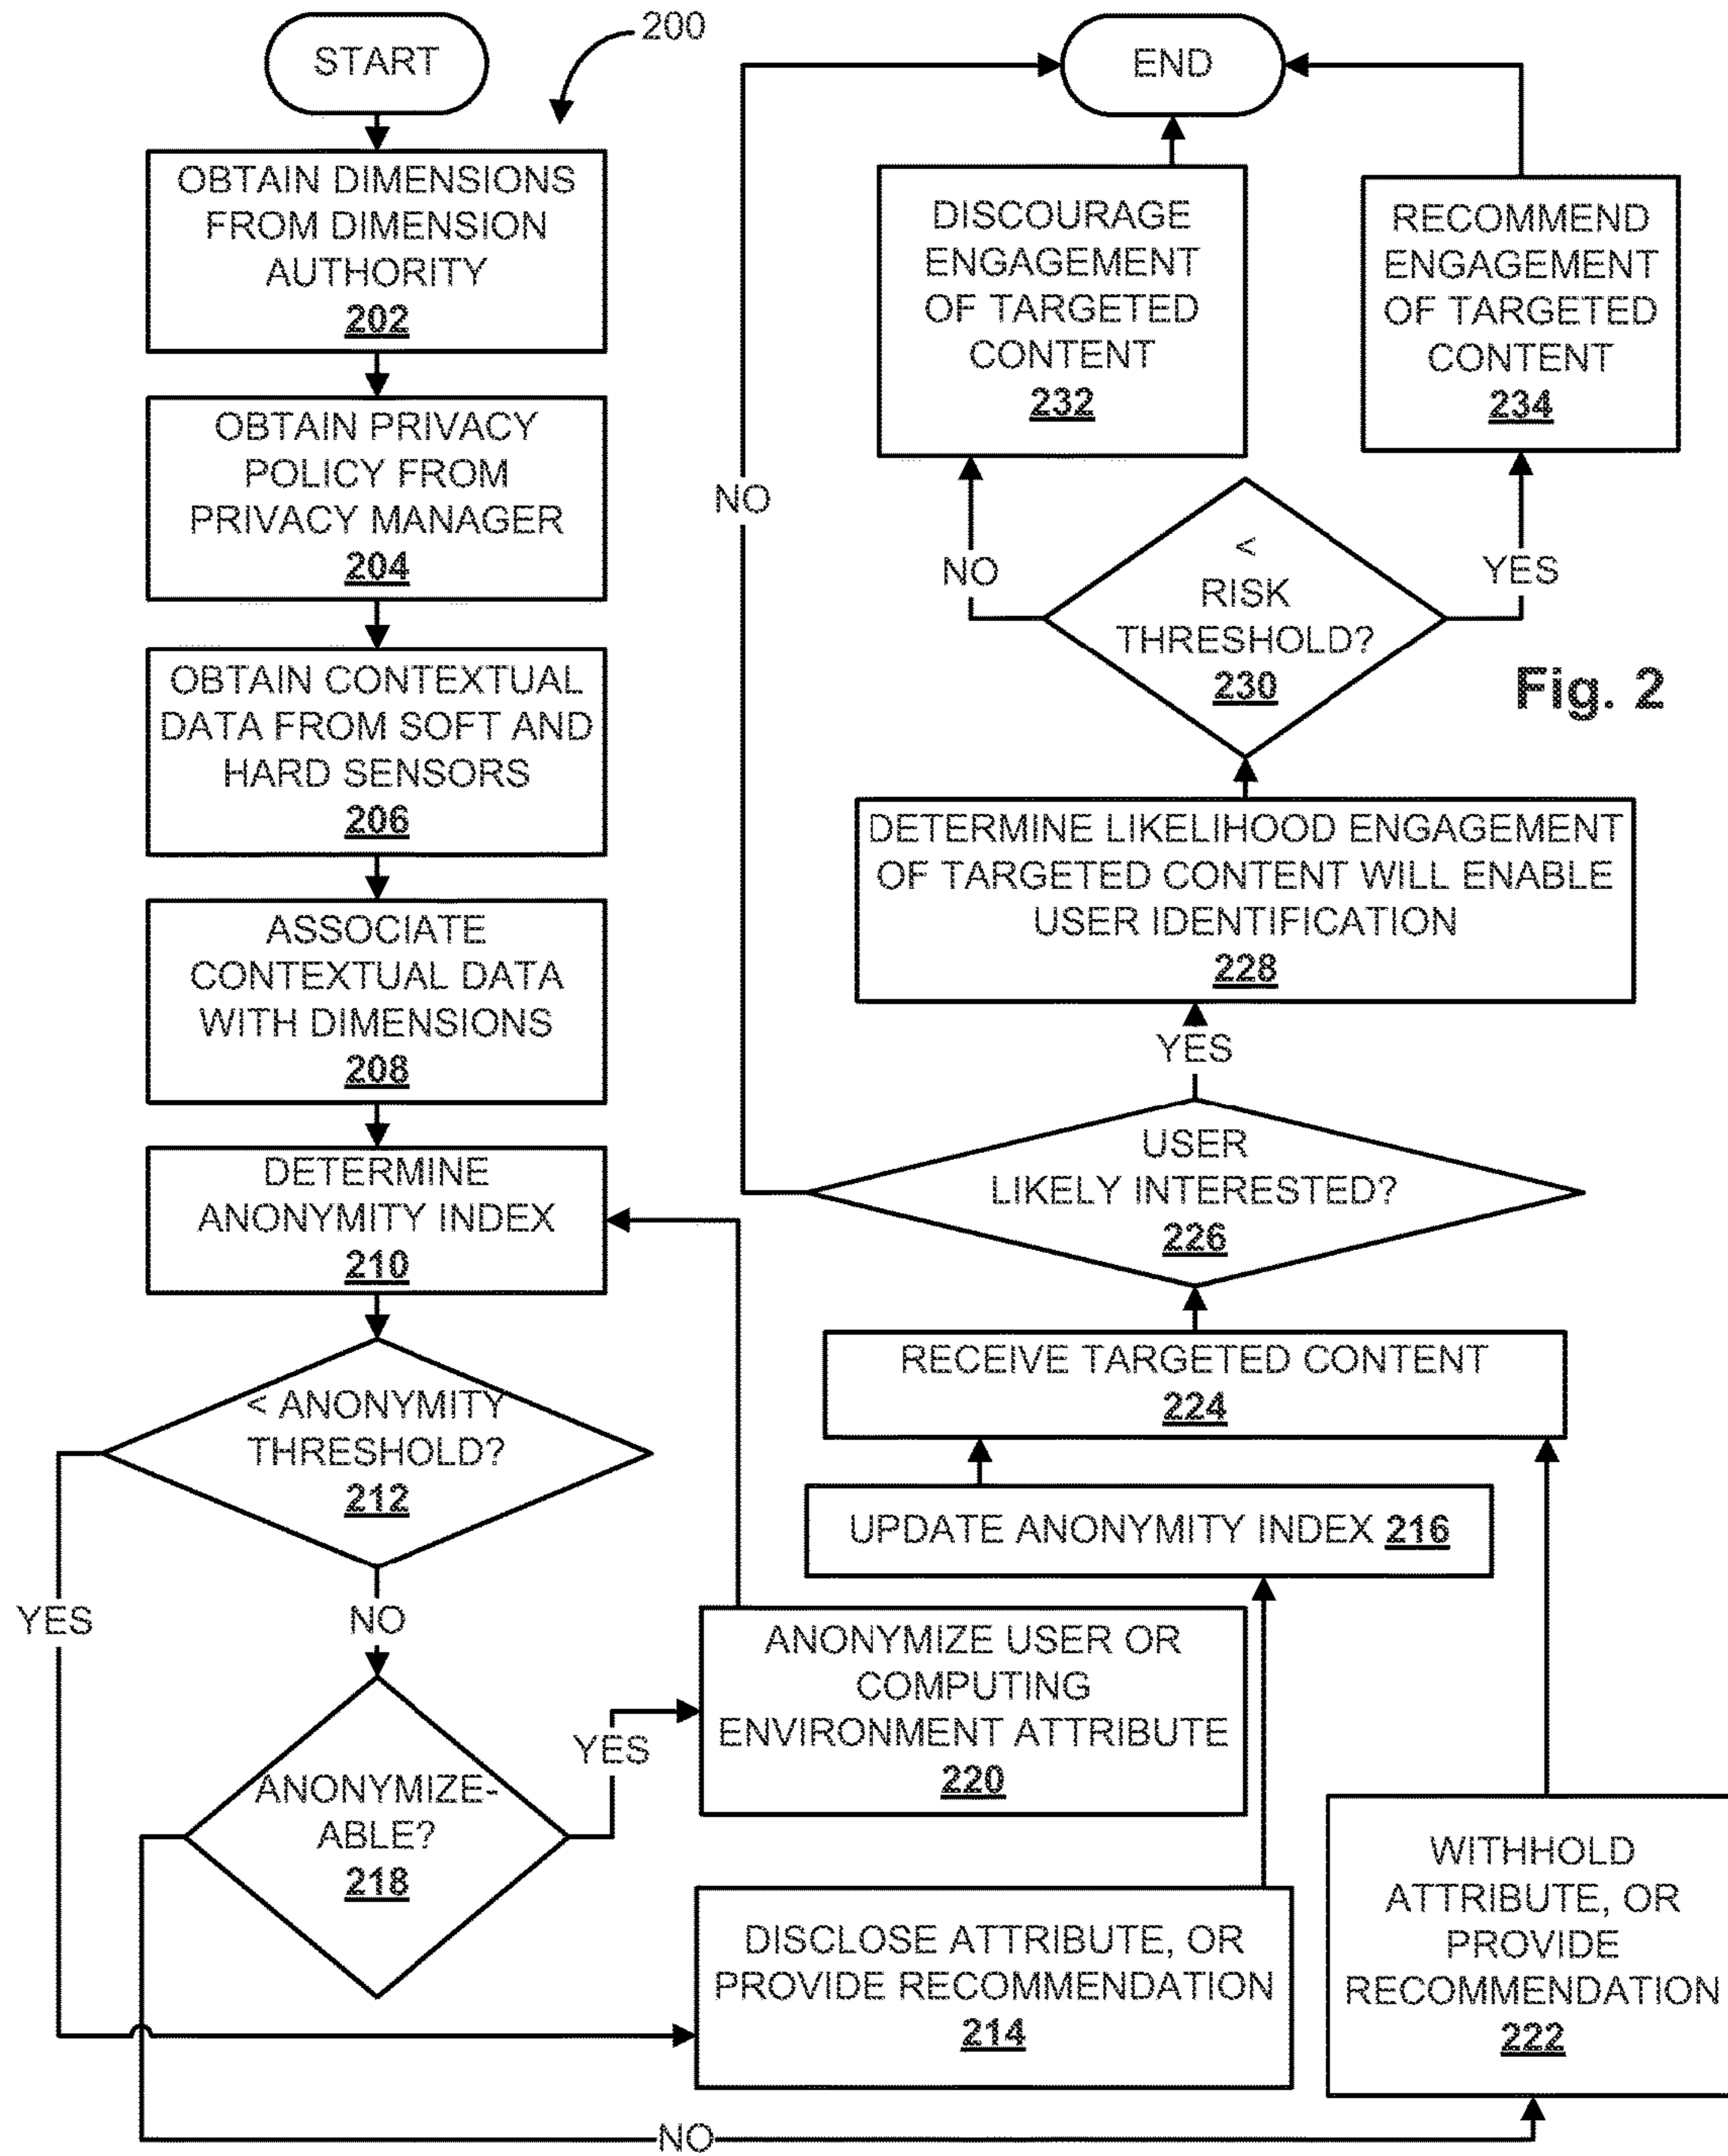 START
200
OBTAIN DIMENSIONS
FROM DIMENSION
AUTHORITY
202
OBTAIN PRIVACY
POLICY FROM
PRIVACY MANAGER
204
OBTAIN CONTEXTUAL
DATA FROM SOFT AND
HARD SENSORS
206
ASSOCIATE
CONTEXTUAL DATA
WITH DIMENSIONS
208
DETERMINE
ANONYMITY INDEX
210
< ANONYMITY
THRESHOLD?
212
YES
NO
ANONYMIZE-
ABLE?
218
YES
NO
ANONYMIZE USER OR
COMPUTING
ENVIRONMENT ATTRIBUTE
220
DISCLOSE ATTRIBUTE, OR
PROVIDE RECOMMENDATION
214
WITHHOLD
ATTRIBUTE, OR
PROVIDE
RECOMMENDATION
222
UPDATE ANONYMITY INDEX 216
RECEIVE TARGETED CONTENT
224
USER
LIKELY INTERESTED?
226
YES
NO
DETERMINE LIKELIHOOD ENGAGEMENT
OF TARGETED CONTENT WILL ENABLE
USER IDENTIFICATION
228
<
RISK
THRESHOLD?
230
NO
YES
DISCOURAGE
ENGAGEMENT
OF TARGETED
CONTENT
232
RECOMMEND
ENGAGEMENT
OF TARGETED
CONTENT
234
END
Fig. 2